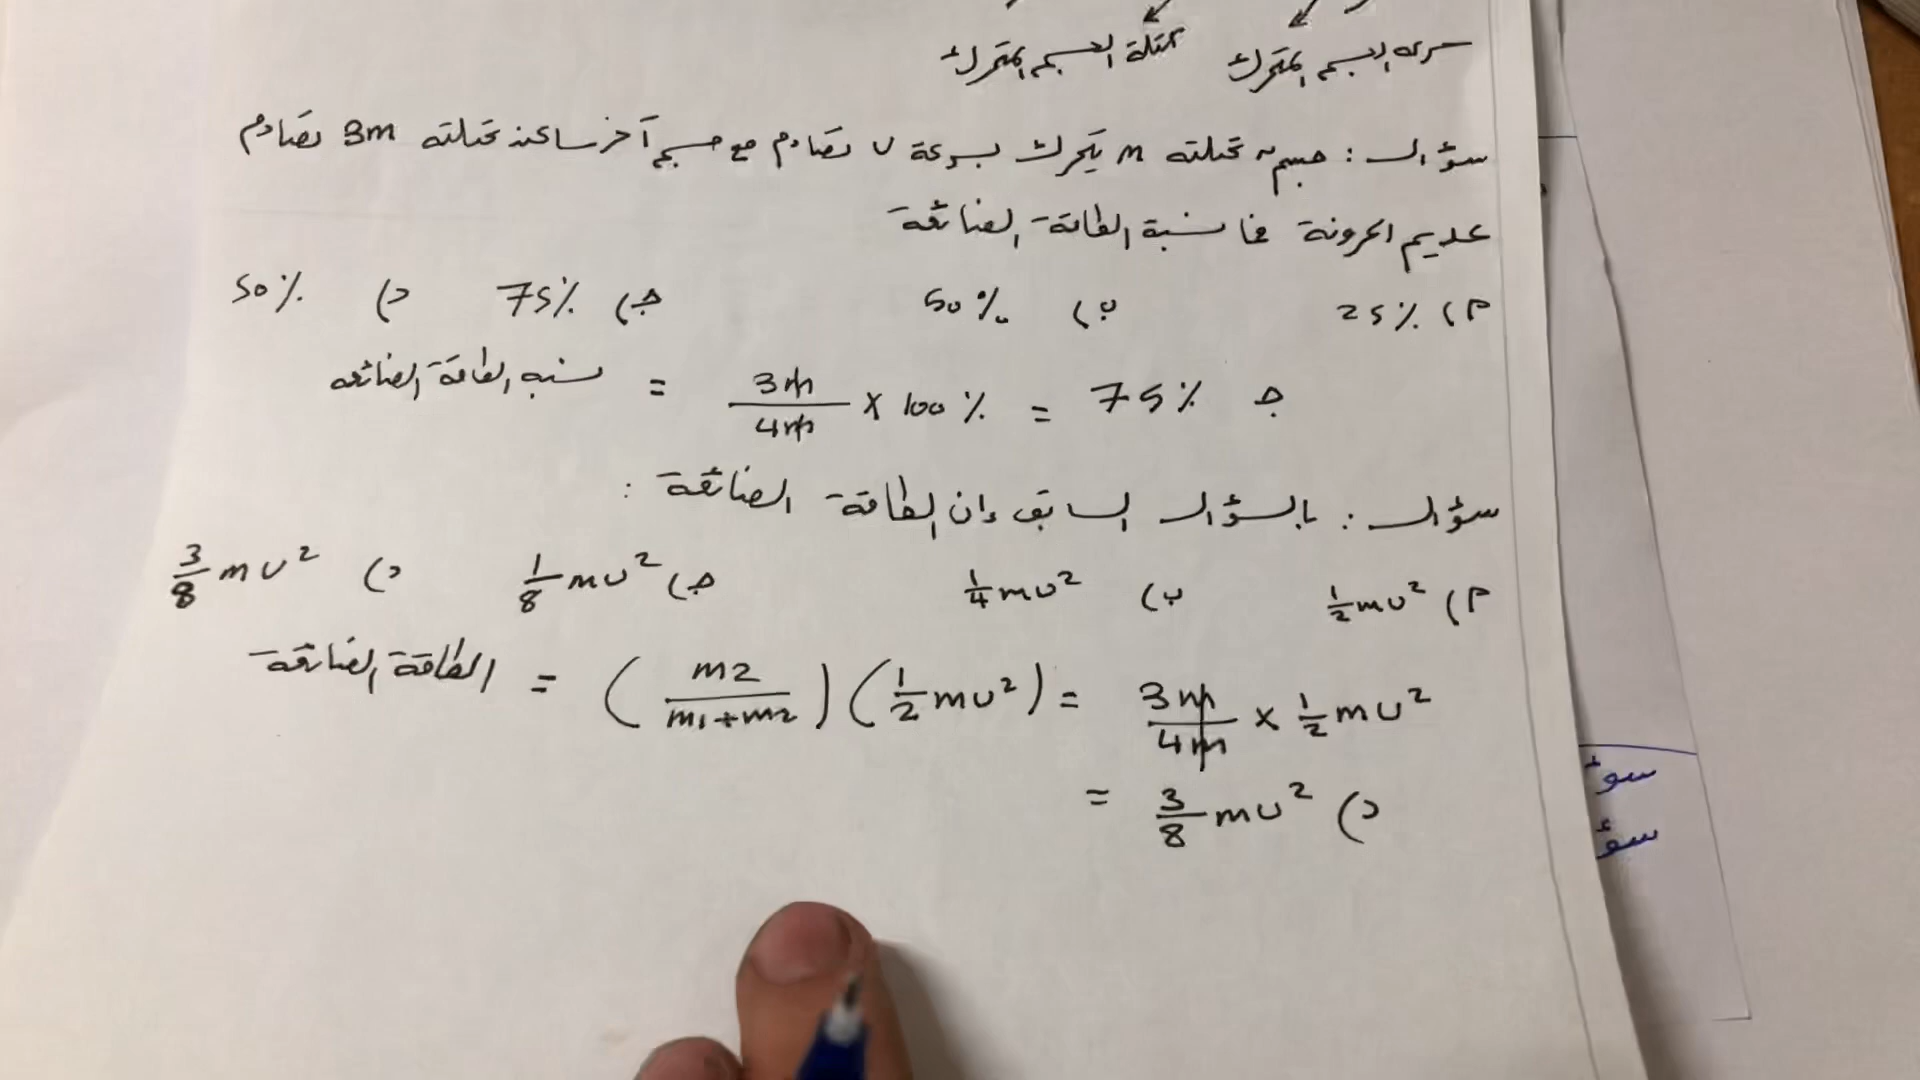 سرعة الجسم المتحرك كتلة الجسم المتحرك
سؤال : جسم كتلته m يتحرك بسرعة v تصادم مع جسم آخر ساكن كتلته 3m تصادم
عديم المرونة فما نسبة الطاقة الضائعة
أ) 25% ب) 50% جـ) 75% د) 50%
نسبة الطاقة الضائعة = 3m/4m × 100% = 75% جـ
سؤال : بالسؤال السابق إن الطاقة الضائعة :
أ) 1/2 mv² ب) 1/4 mv² جـ) 1/8 mv² د) 3/8 mv²
الطاقة الضائعة = (m2/m1+m2)(1/2 mv²) = 3m/4m × 1/2 mv²
= 3/8 mv² د)
سؤ
سؤ